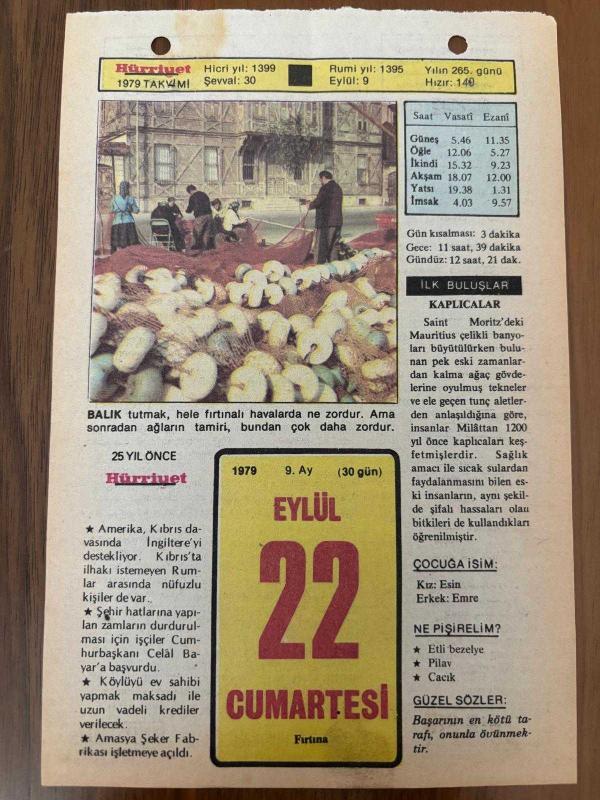 Hürriyet
1979 TAKVİMİ
Hicri yıl: 1399
Şevval: 30
Rumi yıl: 1395
Eylül: 9
Yılın 265. günü
Hızır: 140
Saat Vasatî Ezanî
Güneş 5.46 11.35
Öğle 12.06 5.27
İkindi 15.32 9.23
Akşam 18.07 12.00
Yatsı 19.38 1.31
İmsak 4.03 9.57
Gün kısalması: 3 dakika
Gece: 11 saat, 39 dakika
Gündüz: 12 saat, 21 dak.
İLK BULUŞLAR
KAPLICALAR
Saint Moritz'deki
Mauritius çelikli banyo-
ları büyütülürken bulu-
nan pek eski zamanlar-
dan kalma ağaç gövde-
lerine oyulmuş tekneler
ve ele geçen tunç aletler-
den anlaşıldığına göre,
insanlar Milâttan 1200
yıl önce kaplıcaları keş-
fetmişlerdir. Sağlık
amacı ile sıcak sulardan
faydalanmasını bilen es-
ki insanların, aynı şekil-
de şifalı hassaları olan
bitkileri de kullandıkları
öğrenilmiştir.
ÇOCUĞA İSİM:
Kız: Esin
Erkek: Emre
NE PİŞİRELİM?
★ Etli bezelye
★ Pilav
★ Cacık
GÜZEL SÖZLER:
Başarının en kötü ta-
rafı, onunla övünmek-
tir.
BALIK tutmak, hele fırtınalı havalarda ne zordur. Ama
sonradan ağların tamiri, bundan çok daha zordur.
25 YIL ÖNCE
Hürriyet
★ Amerika, Kıbrıs da-
vasında İngiltere'yi
destekliyor. Kıbrıs'ta
ilhakı istemeyen Rum-
lar arasında nüfuzlu
kişiler de var.
★ Şehir hatlarına yapı-
lan zamların durdurul-
ması için işçiler Cum-
hurbaşkanı Celâl Ba-
yar'a başvurdu.
★ Köylüyü ev sahibi
yapmak maksadı ile
uzun vadeli krediler
verilecek.
★ Amasya Şeker Fab-
rikası işletmeye açıldı.
1979 9. Ay (30 gün)
EYLÜL
22
CUMARTESİ
Fırtına